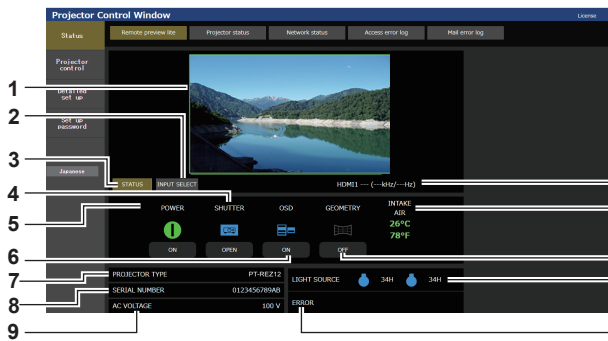 Projector Control Window
License
Status
Remote preview lite
Projector status
Network status
Access error log
Mail error log
Projector
control
Detailed
set up
Set up
password
Japanese
1
2
3
4
5
6
7
8
9
STATUS
INPUT SELECT
HDMI1 --- (---kHz/---Hz)
POWER
SHUTTER
OSD
GEOMETRY
INTAKE
AIR
26°C
78°F
ON
OPEN
ON
OFF
PROJECTOR TYPE
PT-REZ12
SERIAL NUMBER
0123456789AB
AC VOLTAGE
100 V
LIGHT SOURCE
34H
34H
ERROR